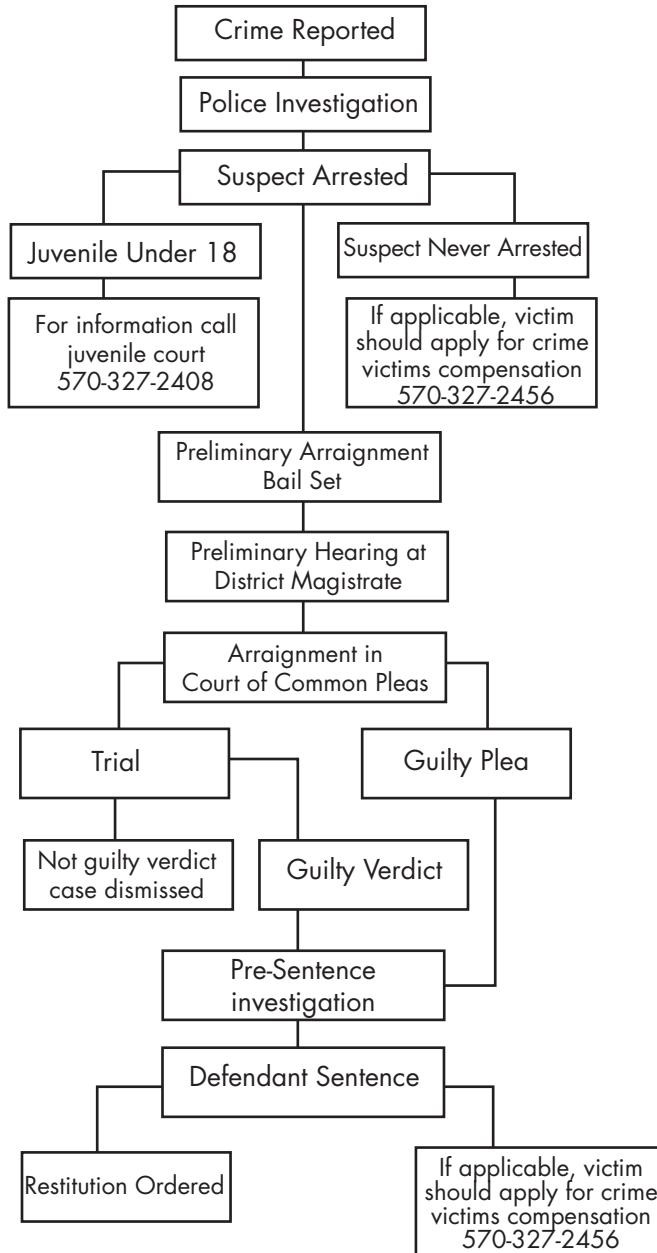 Crime Reported
Police Investigation
Suspect Arrested
Juvenile Under 18
Suspect Never Arrested
For information call
juvenile court
570-327-2408
If applicable, victim
should apply for crime
victims compensation
570-327-2456
Preliminary Arraignment
Bail Set
Preliminary Hearing at
District Magistrate
Arraignment in
Court of Common Pleas
Trial
Guilty Plea
Not guilty verdict
case dismissed
Guilty Verdict
Pre-Sentence
investigation
Defendant Sentence
Restitution Ordered
If applicable, victim
should apply for crime
victims compensation
570-327-2456